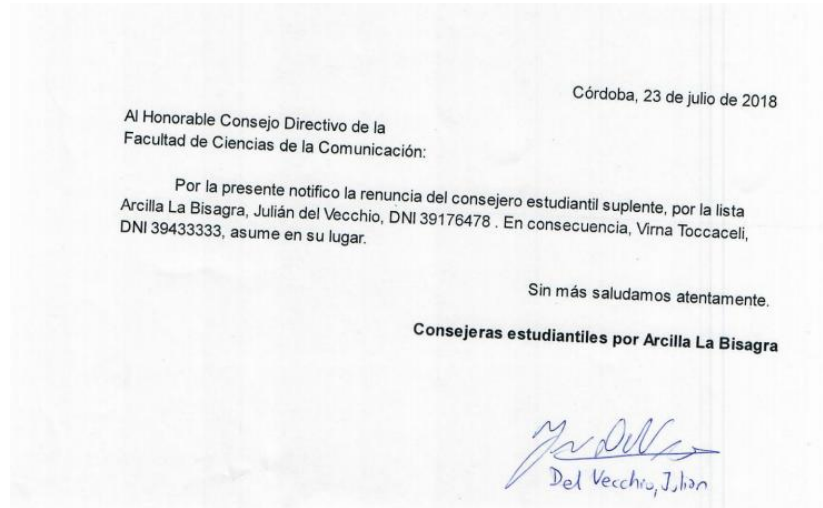 Córdoba, 23 de julio de 2018
Al Honorable Consejo Directivo de la
Facultad de Ciencias de la Comunicación:
Por la presente notifico la renuncia del consejero estudiantil suplente, por la lista
Arcilla La Bisagra, Julián del Vecchio, DNI 39176478 . En consecuencia, Virna Toccaceli,
DNI 39433333, asume en su lugar.
Sin más saludamos atentamente.
Consejeras estudiantiles por Arcilla La Bisagra
Del Vecchio, Julian